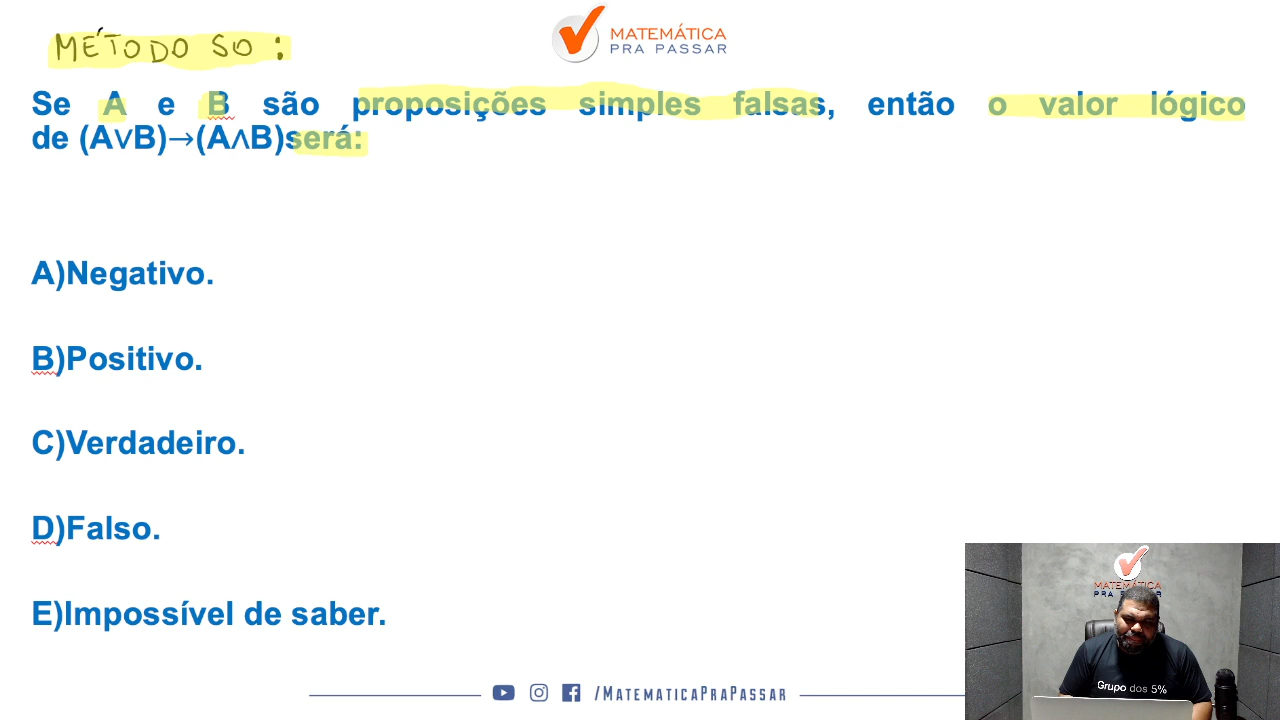 MÉTODO SO :
MATEMÁTICA
PRA PASSAR
Se A e B são proposições simples falsas, então o valor lógico
de (A∨B)→(A∧B)será:
A)Negativo.
B)Positivo.
C)Verdadeiro.
D)Falso.
E)Impossível de saber.
MATEMÁTICA
PRA PASSAR
Grupo dos 5%
/MATEMATICAPRAPASSAR